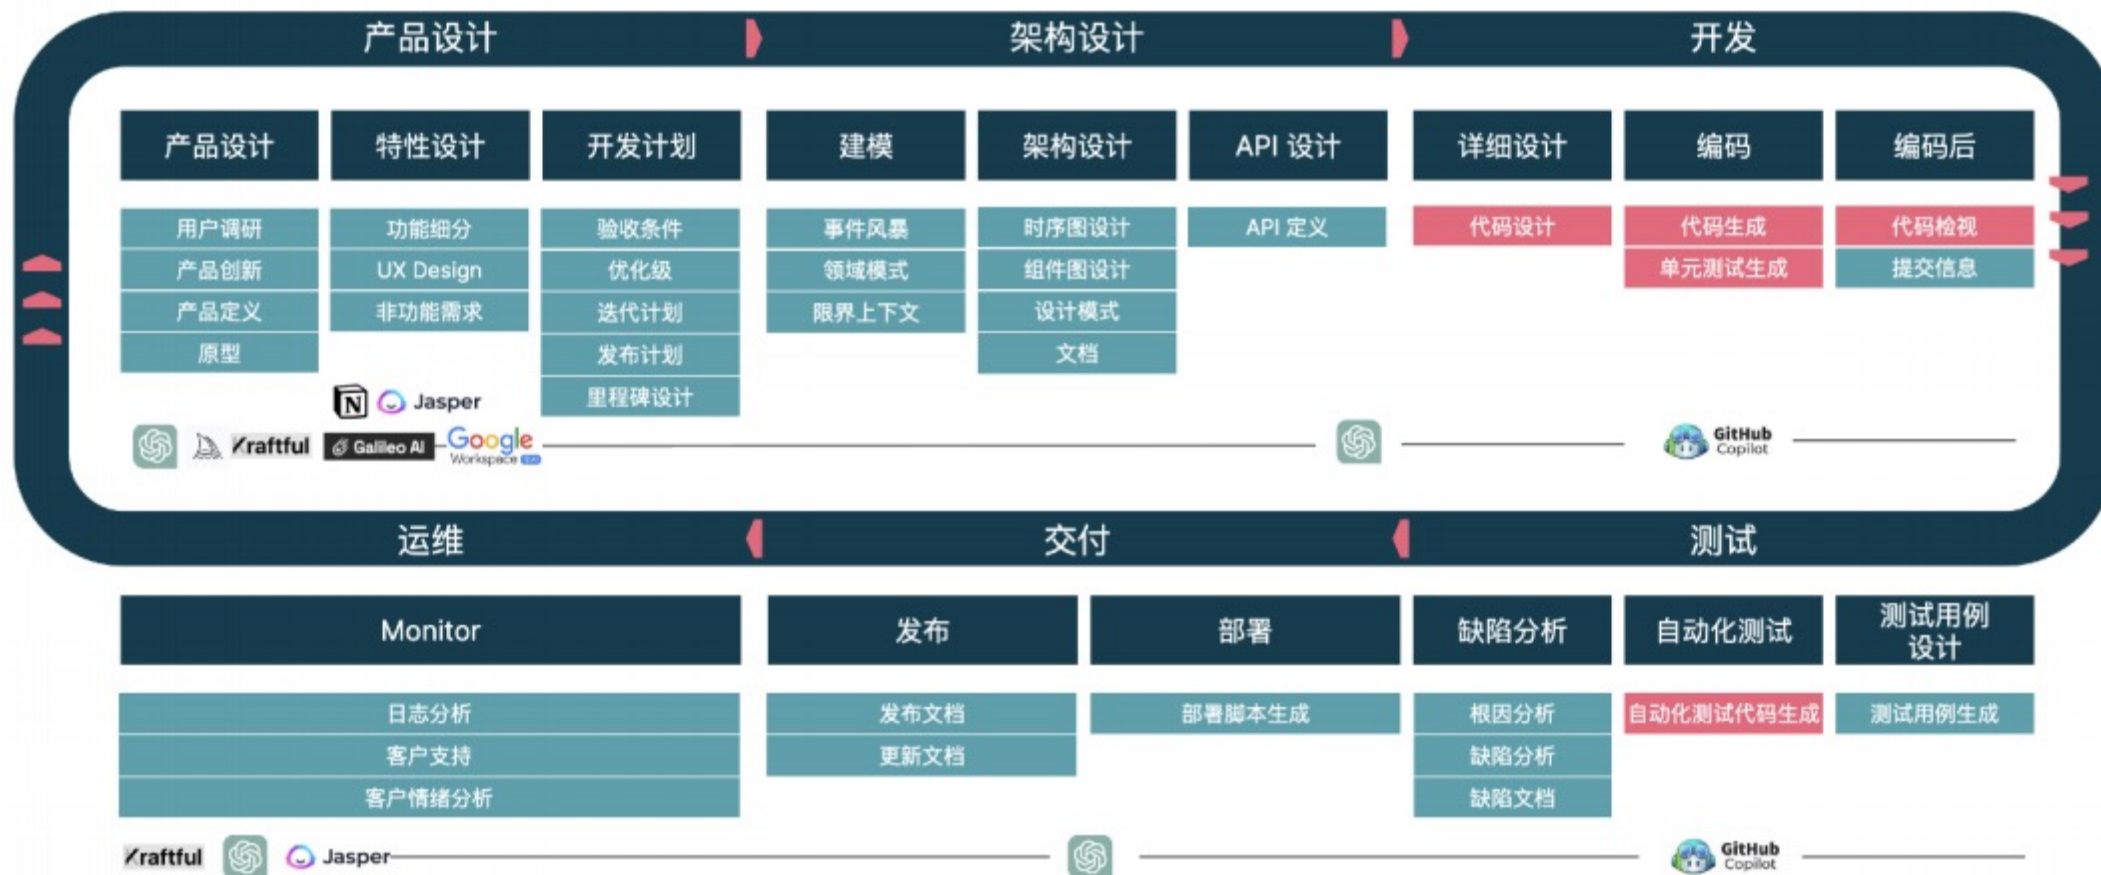 产品设计
架构设计
开发
产品设计
特性设计
开发计划
建模
架构设计
API 设计
详细设计
编码
编码后
用户调研
产品创新
产品定义
原型
功能细分
UX Design
非功能需求
验收条件
优化级
迭代计划
发布计划
里程碑设计
事件风暴
领域模式
限界上下文
时序图设计
组件图设计
设计模式
文档
API 定义
代码设计
代码生成
单元测试生成
代码检视
提交信息
N Jasper
Kraftful
Galileo AI
Google
Workspace
GitHub
Copilot
运维
交付
测试
Monitor
发布
部署
缺陷分析
自动化测试
测试用例
设计
日志分析
客户支持
客户情绪分析
发布文档
更新文档
部署脚本生成
根因分析
缺陷分析
缺陷文档
自动化测试代码生成
测试用例生成
Kraftful
Jasper
GitHub
Copilot